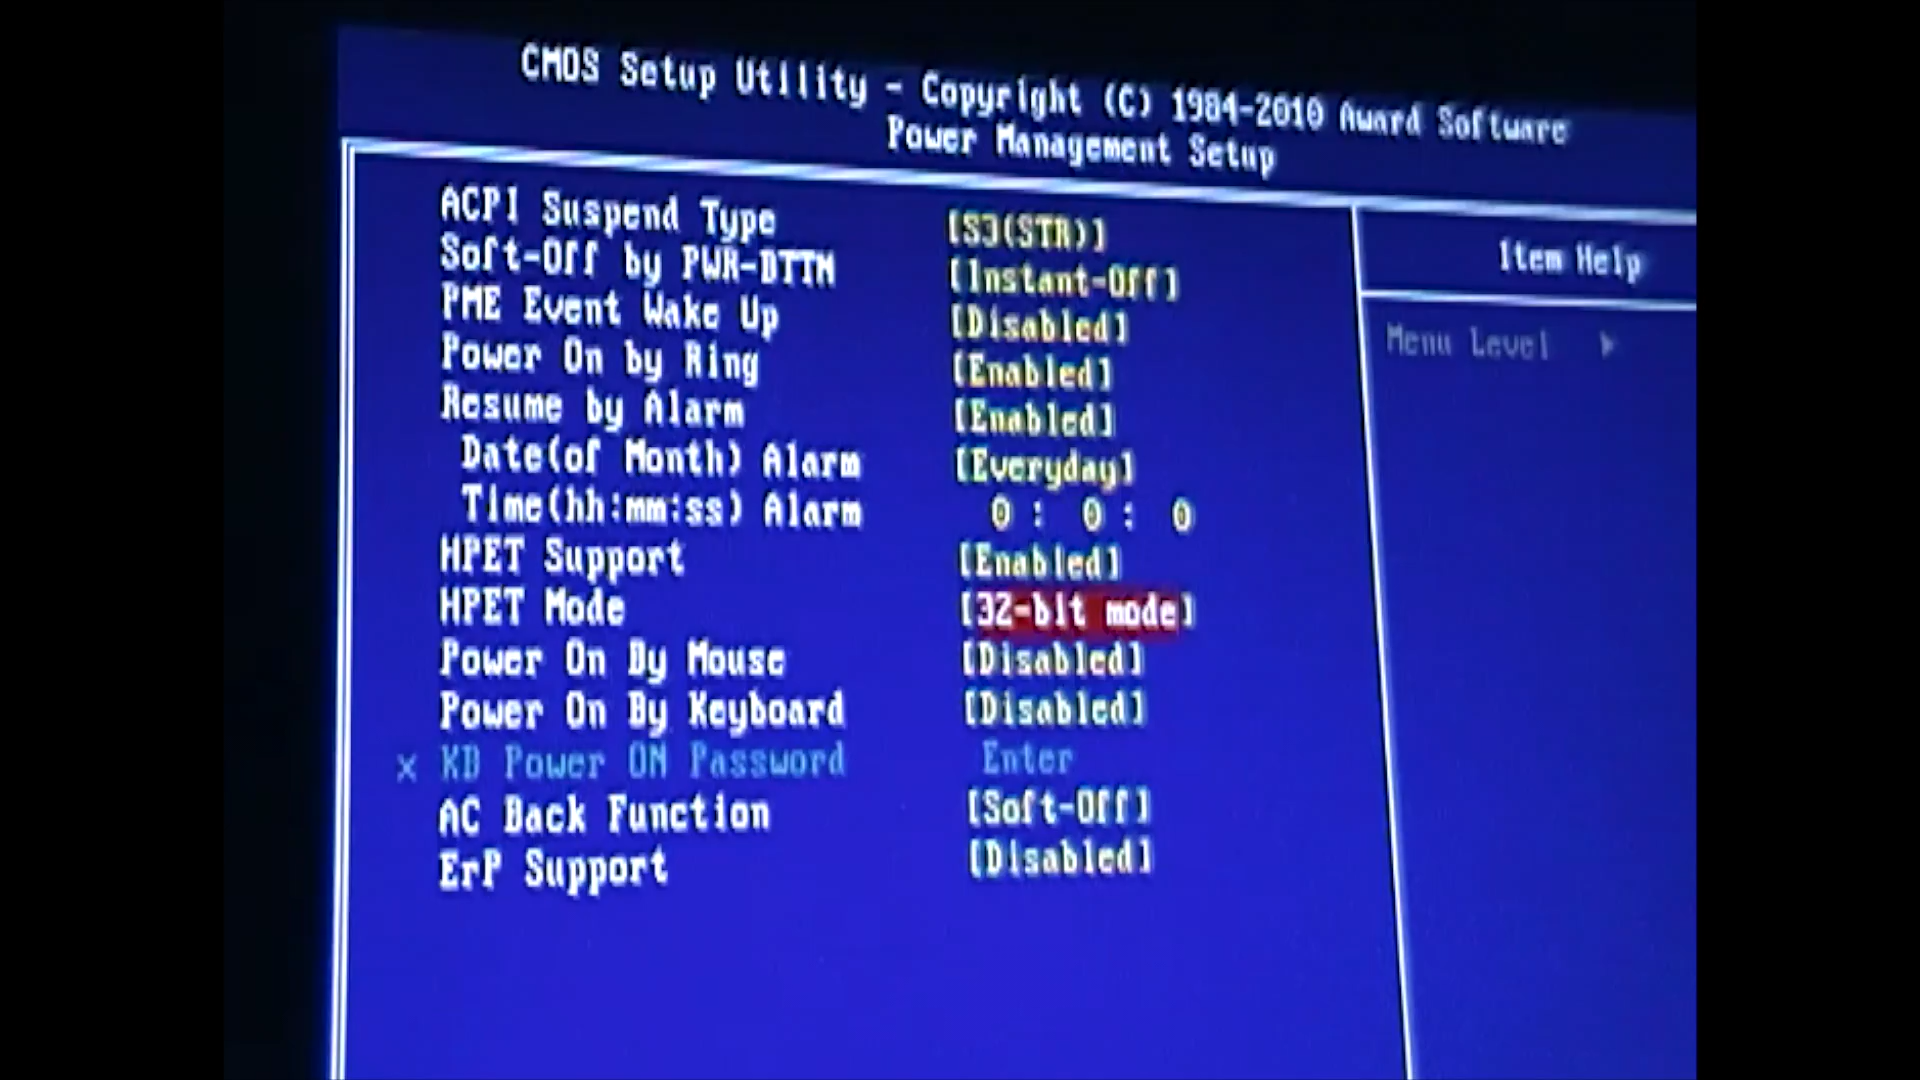 CMOS Setup Utility - Copyright (C) 1984-2010 Award Software
Power Management Setup
ACPI Suspend Type [S3(STR)]
Soft-Off by PWR-BTTN [Instant-Off]
PME Event Wake Up [Disabled]
Power On by Ring [Enabled]
Resume by Alarm [Enabled]
Date(of Month) Alarm [Everyday]
Time(hh:mm:ss) Alarm 0 : 0 : 0
HPET Support [Enabled]
HPET Mode [32-bit mode]
Power On By Mouse [Disabled]
Power On By Keyboard [Disabled]
x KB Power ON Password Enter
AC Back Function [Soft-Off]
ErP Support [Disabled]
Item Help
Menu Level ▶